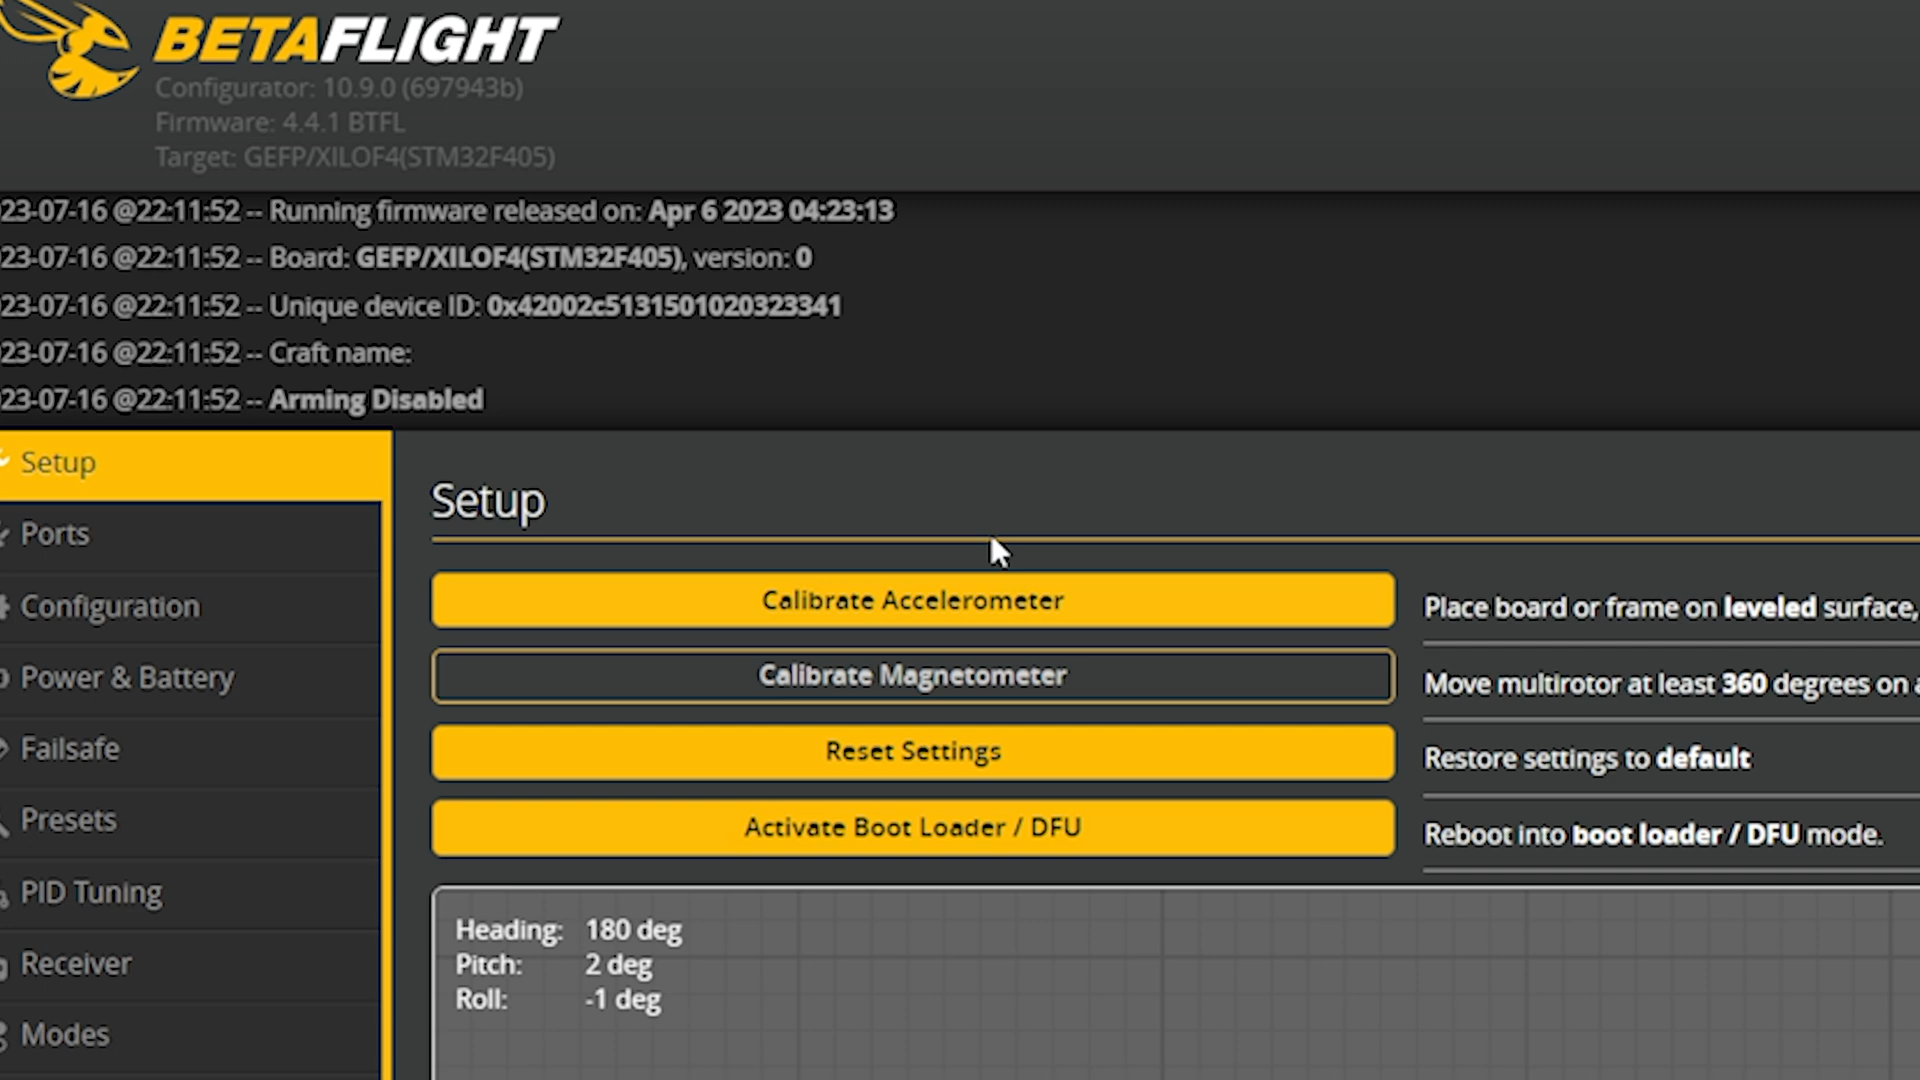 BETAFLIGHT
Configurator: 10.9.0 (697943b)
Firmware: 4.4.1 BTFL
Target: GEFP/XILOF4(STM32F405)
23-07-16 @22:11:52 -- Running firmware released on: Apr 6 2023 04:23:13
23-07-16 @22:11:52 -- Board: GEFP/XILOF4(STM32F405), version: 0
23-07-16 @22:11:52 -- Unique device ID: 0x42002c5131501020323341
23-07-16 @22:11:52 -- Craft name:
23-07-16 @22:11:52 -- Arming Disabled
Setup
Ports
Configuration
Power & Battery
Failsafe
Presets
PID Tuning
Receiver
Modes
Setup
Calibrate Accelerometer
Place board or frame on leveled surface,
Calibrate Magnetometer
Move multirotor at least 360 degrees on
Reset Settings
Restore settings to default
Activate Boot Loader / DFU
Reboot into boot loader / DFU mode.
Heading: 180 deg
Pitch: 2 deg
Roll: -1 deg